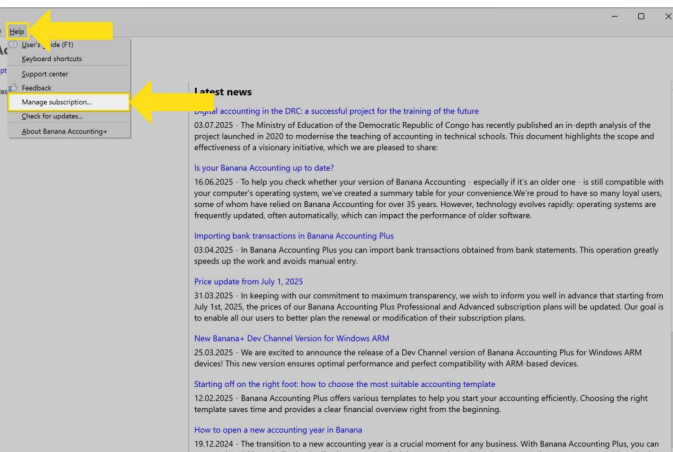 Help
User's guide (F1)
Keyboard shortcuts
Support center
Feedback
Manage subscription...
Check for updates...
About Banana Accounting+
Latest news
Digital accounting in the DRC: a successful project for the training of the future
03.07.2025 - The Ministry of Education of the Democratic Republic of Congo has recently published an in-depth analysis of the
project launched in 2020 to modernise the teaching of accounting in technical schools. This document highlights the scope and
effectiveness of a visionary initiative, which we are pleased to share:
Is your Banana Accounting up to date?
16.06.2025 - To help you check whether your version of Banana Accounting - especially if it's an older one - is still compatible with
your computer's operating system, we've created a summary table for your convenience.We're proud to have so many loyal users,
some of whom have relied on Banana Accounting for over 35 years. However, technology evolves rapidly: operating systems are
frequently updated, often automatically, which can impact the performance of older software.
Importing bank transactions in Banana Accounting Plus
03.04.2025 - In Banana Accounting Plus you can import bank transactions obtained from bank statements. This operation greatly
speeds up the work and avoids manual entry.
Price update from July 1, 2025
31.03.2025 - In keeping with our commitment to maximum transparency, we wish to inform you well in advance that starting from
July 1st, 2025, the prices of our Banana Accounting Plus Professional and Advanced subscription plans will be updated. Our goal is
to enable all our users to better plan the renewal or modification of their subscription plans.
New Banana+ Dev Channel Version for Windows ARM
25.03.2025 - We are excited to announce the release of a Dev Channel version of Banana Accounting Plus for Windows ARM
devices! This new version ensures optimal performance and perfect compatibility with ARM-based devices.
Starting off on the right foot: how to choose the most suitable accounting template
12.02.2025 - Banana Accounting Plus offers various templates to help you start your accounting efficiently. Choosing the right
template saves time and provides a clear financial overview right from the beginning.
How to open a new accounting year in Banana
19.12.2024 - The transition to a new accounting year is a crucial moment for any business. With Banana Accounting Plus, you can